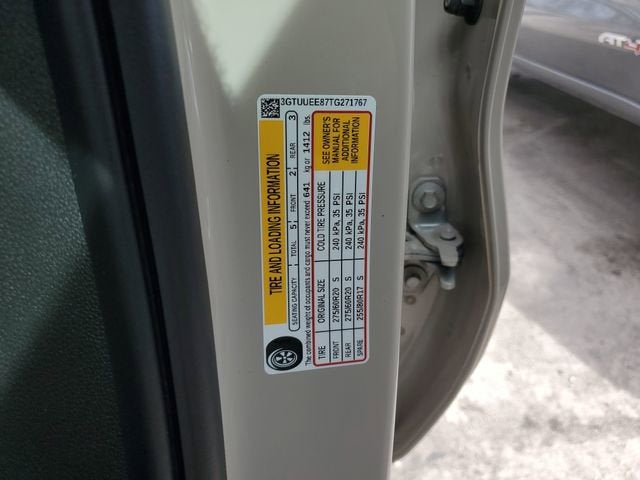 3GTUUEE87TG271767
TIRE AND LOADING INFORMATION
SEATING CAPACITY TOTAL 5 FRONT 2 REAR 3
The combined weight of occupants and cargo must never exceed 641 kg or 1412 lbs.
TIRE ORIGINAL SIZE COLD TIRE PRESSURE
FRONT 275/60R20 S 240 kPa, 35 PSI
REAR 275/60R20 S 240 kPa, 35 PSI
SPARE 255/80R17 S 240 kPa, 35 PSI
SEE OWNER'S
MANUAL FOR
ADDITIONAL
INFORMATION
AT4